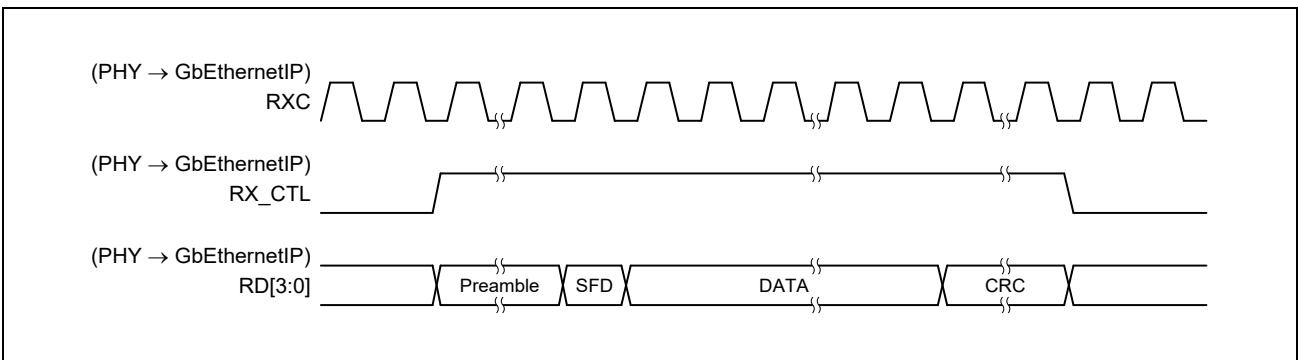 (PHY → GbEthernetIP)
RXC
(PHY → GbEthernetIP)
RX_CTL
(PHY → GbEthernetIP)
RD[3:0]
Preamble SFD DATA CRC